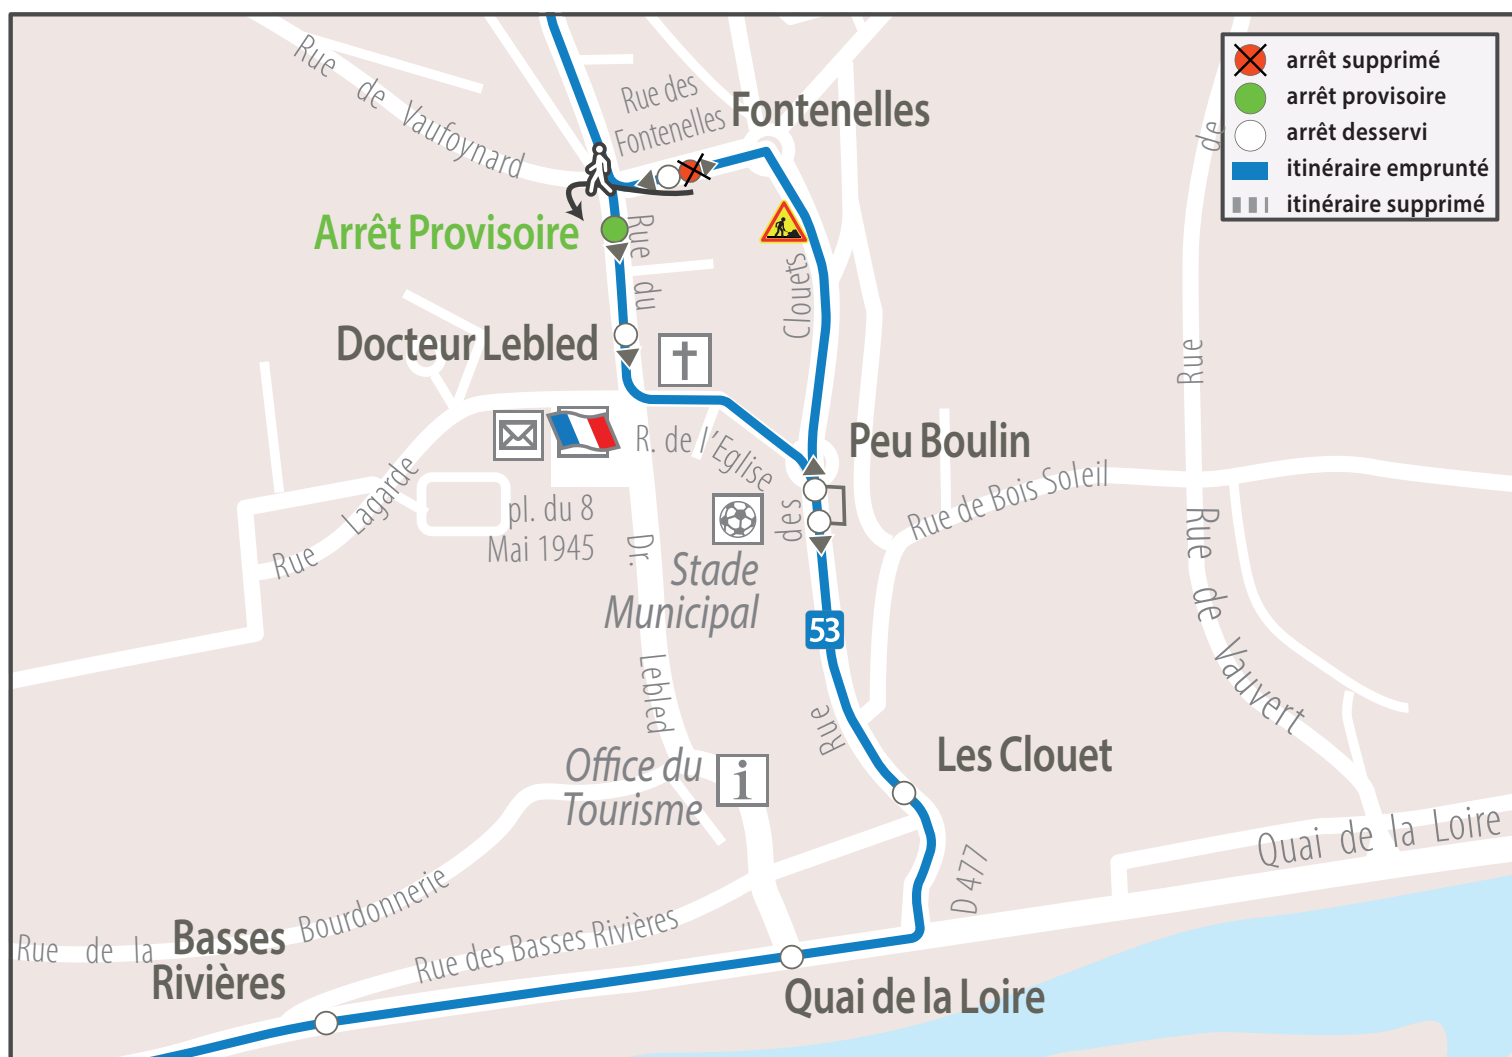 arrêt supprimé
arrêt provisoire
arrêt desservi
itinéraire emprunté
itinéraire supprimé
Rue de Vaufoynard
Rue des
Fontenelles
Fontenelles
Arrêt Provisoire
Rue du
Clouets
Docteur Lebled
Rue de
R. de l'Eglise
Peu Boulin
Rue Lagarde
pl. du 8
Mai 1945
des
Rue de Bois Soleil
Dr.
Stade
Municipal
53
Rue de Vauvert
Lebled
Rue
Office du
Tourisme
i
Les Clouet
Quai de la Loire
D 477
Rue de la Bourdonnerie
Basses
Rivières
Rue des Basses Rivières
Quai de la Loire